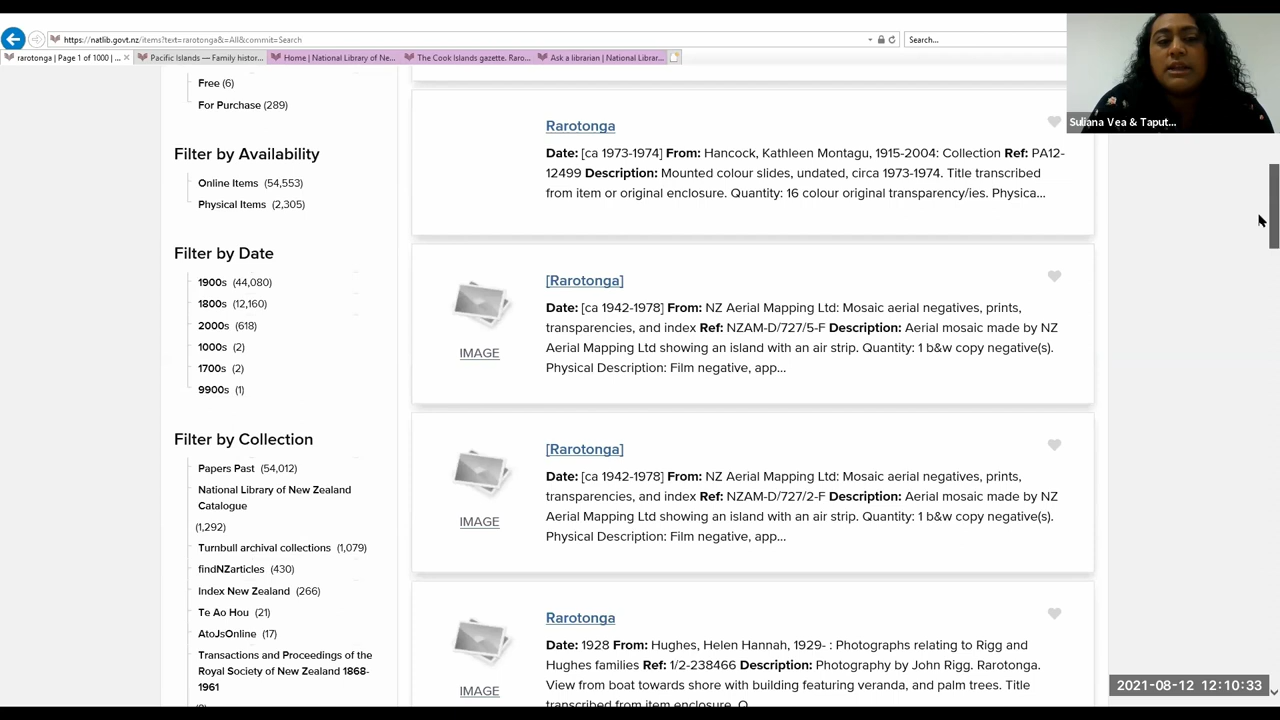 https://natlib.govt.nz/items?text=rarotonga&=All&commit=Search
Search...
rarotonga | Page 1 of 1000 | ...
Pacific Islands — Family histor...
Home | National Library of Ne...
The Cook Islands gazette. Raro...
Ask a librarian | National Librar...
Suliana Vea & Taput...
Free (6)
For Purchase (289)
Filter by Availability
Online Items (54,553)
Physical Items (2,305)
Filter by Date
1900s (44,080)
1800s (12,160)
2000s (618)
1000s (2)
1700s (2)
9900s (1)
Filter by Collection
Papers Past (54,012)
National Library of New Zealand
Catalogue
(1,292)
Turnbull archival collections (1,079)
findNZarticles (430)
Index New Zealand (266)
Te Ao Hou (21)
AtoJsOnline (17)
Transactions and Proceedings of the
Royal Society of New Zealand 1868-
1961
Rarotonga
Date: [ca 1973-1974] From: Hancock, Kathleen Montagu, 1915-2004: Collection Ref: PA12-
12499 Description: Mounted colour slides, undated, circa 1973-1974. Title transcribed
from item or original enclosure. Quantity: 16 colour original transparency/ies. Physica...
[Rarotonga]
Date: [ca 1942-1978] From: NZ Aerial Mapping Ltd: Mosaic aerial negatives, prints,
transparencies, and index Ref: NZAM-D/727/5-F Description: Aerial mosaic made by NZ
Aerial Mapping Ltd showing an island with an air strip. Quantity: 1 b&w copy negative(s).
Physical Description: Film negative, app...
IMAGE
[Rarotonga]
Date: [ca 1942-1978] From: NZ Aerial Mapping Ltd: Mosaic aerial negatives, prints,
transparencies, and index Ref: NZAM-D/727/2-F Description: Aerial mosaic made by NZ
Aerial Mapping Ltd showing an island with an air strip. Quantity: 1 b&w copy negative(s).
Physical Description: Film negative, app...
IMAGE
Rarotonga
Date: 1928 From: Hughes, Helen Hannah, 1929- : Photographs relating to Rigg and
Hughes families Ref: 1/2-238466 Description: Photography by John Rigg. Rarotonga.
View from boat towards shore with building featuring veranda, and palm trees. Title
transcribed from item enclosure.
IMAGE
2021-08-12 12:10:33